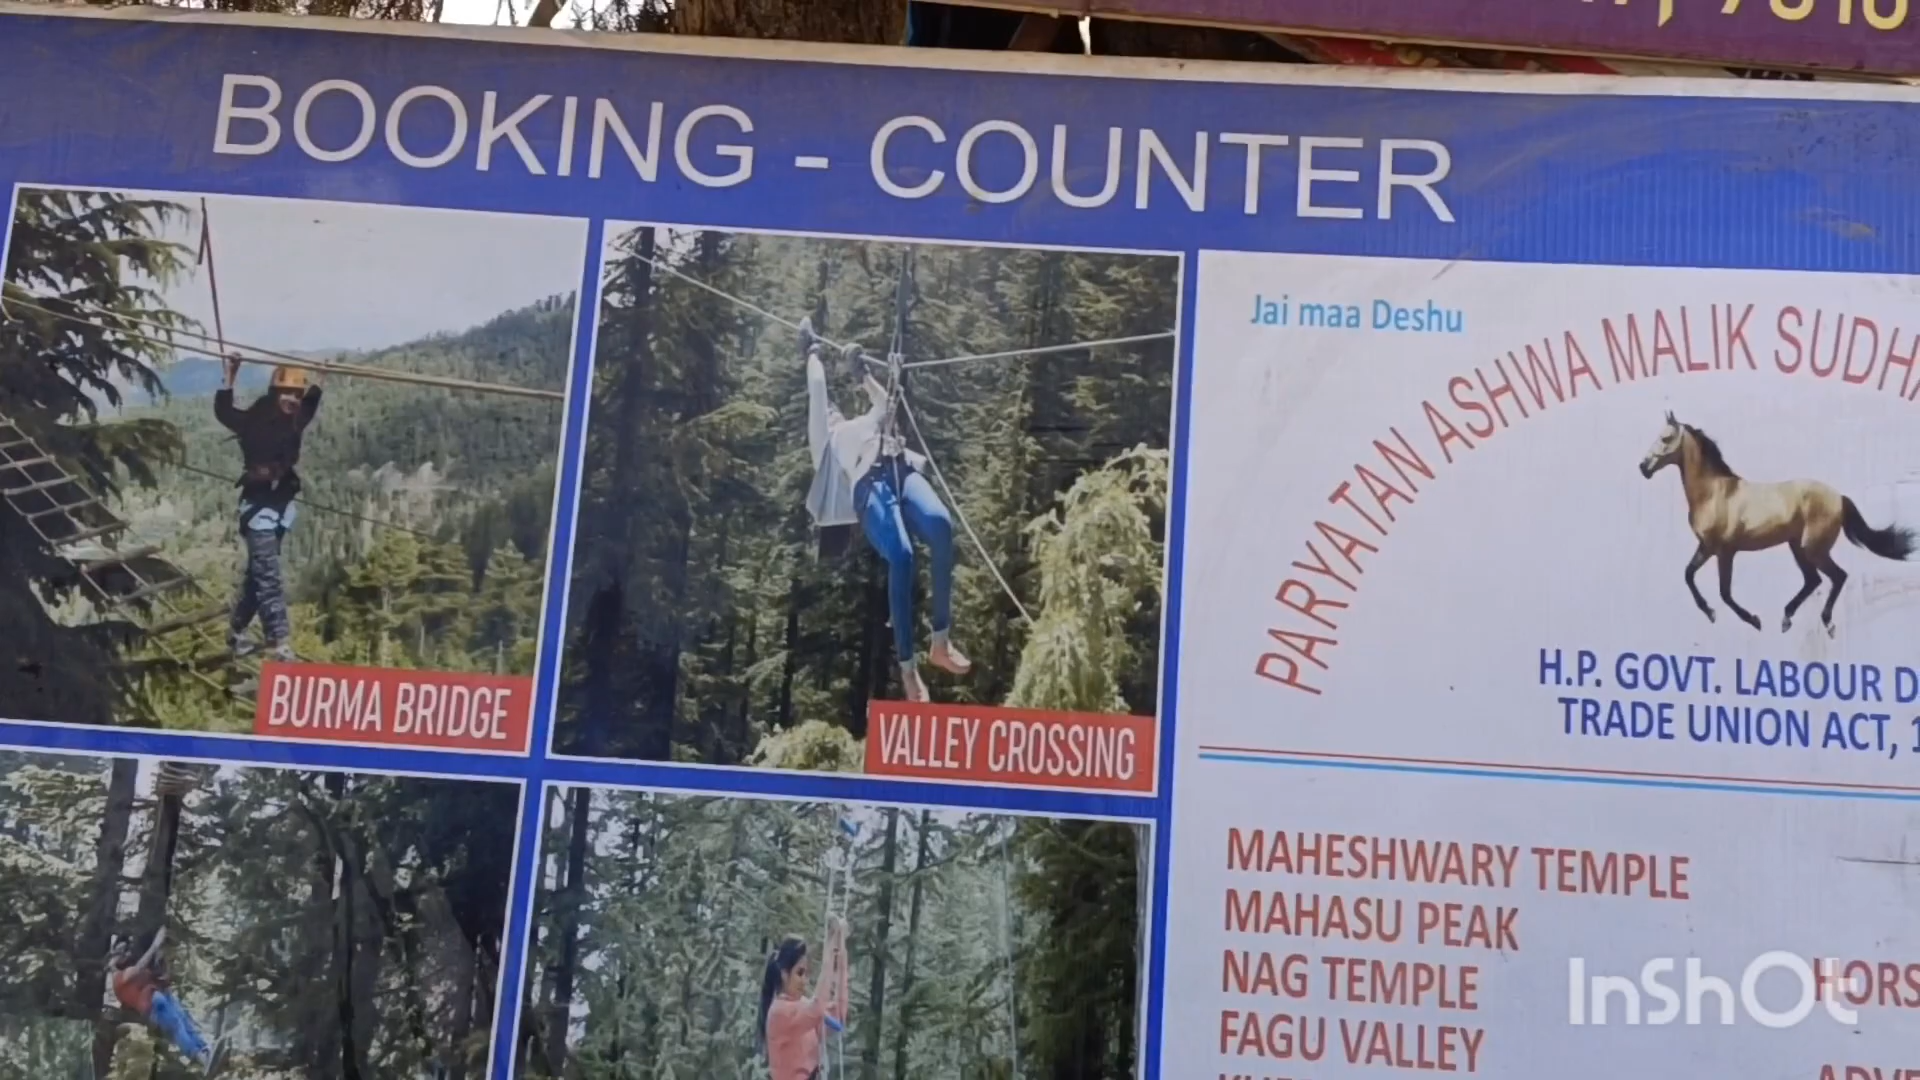 BOOKING - COUNTER
BURMA BRIDGE
VALLEY CROSSING
Jai maa Deshu
PARYATAN ASHWA MALIK
H.P. GOVT. LABOUR
TRADE UNION ACT,
MAHESHWARY TEMPLE
MAHASU PEAK
NAG TEMPLE
FAGU VALLEY
InShOt